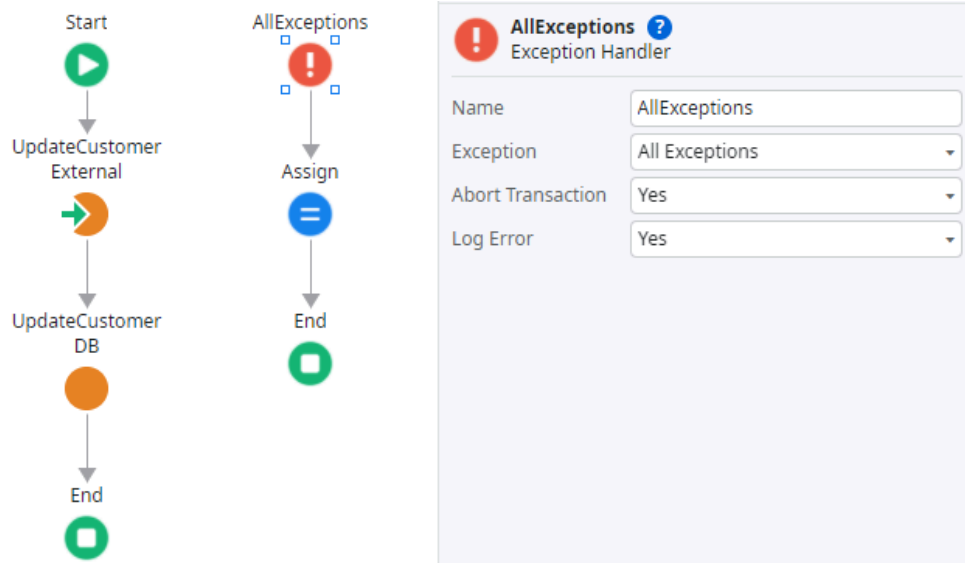 Start
UpdateCustomer
External
UpdateCustomer
DB
End
AllExceptions
Assign
End
AllExceptions ?
Exception Handler
Name AllExceptions
Exception All Exceptions
Abort Transaction Yes
Log Error Yes